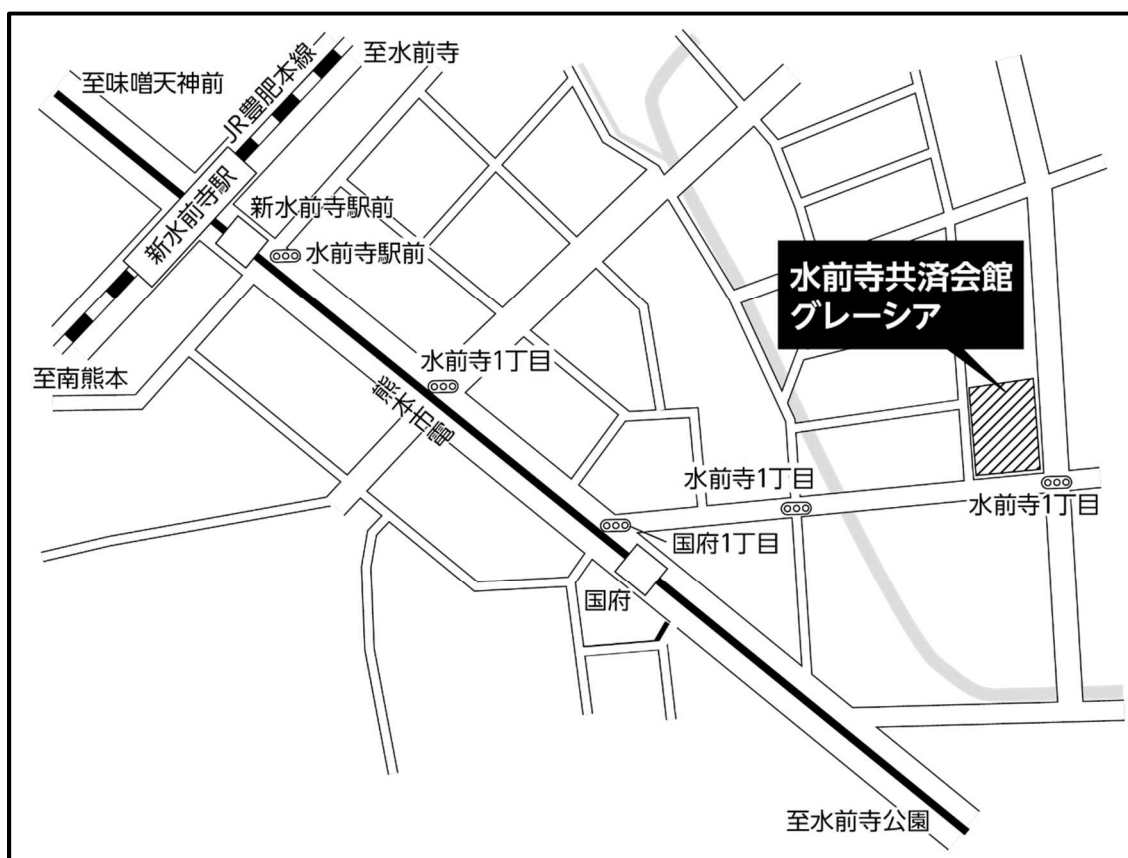 至水前寺
至味噌天神前
JR豊肥本線
新水前寺駅
新水前寺駅前
水前寺駅前
水前寺共済会館
グレーシア
至南熊本
水前寺1丁目
熊本市電
水前寺1丁目
水前寺1丁目
国府1丁目
国府
至水前寺公園